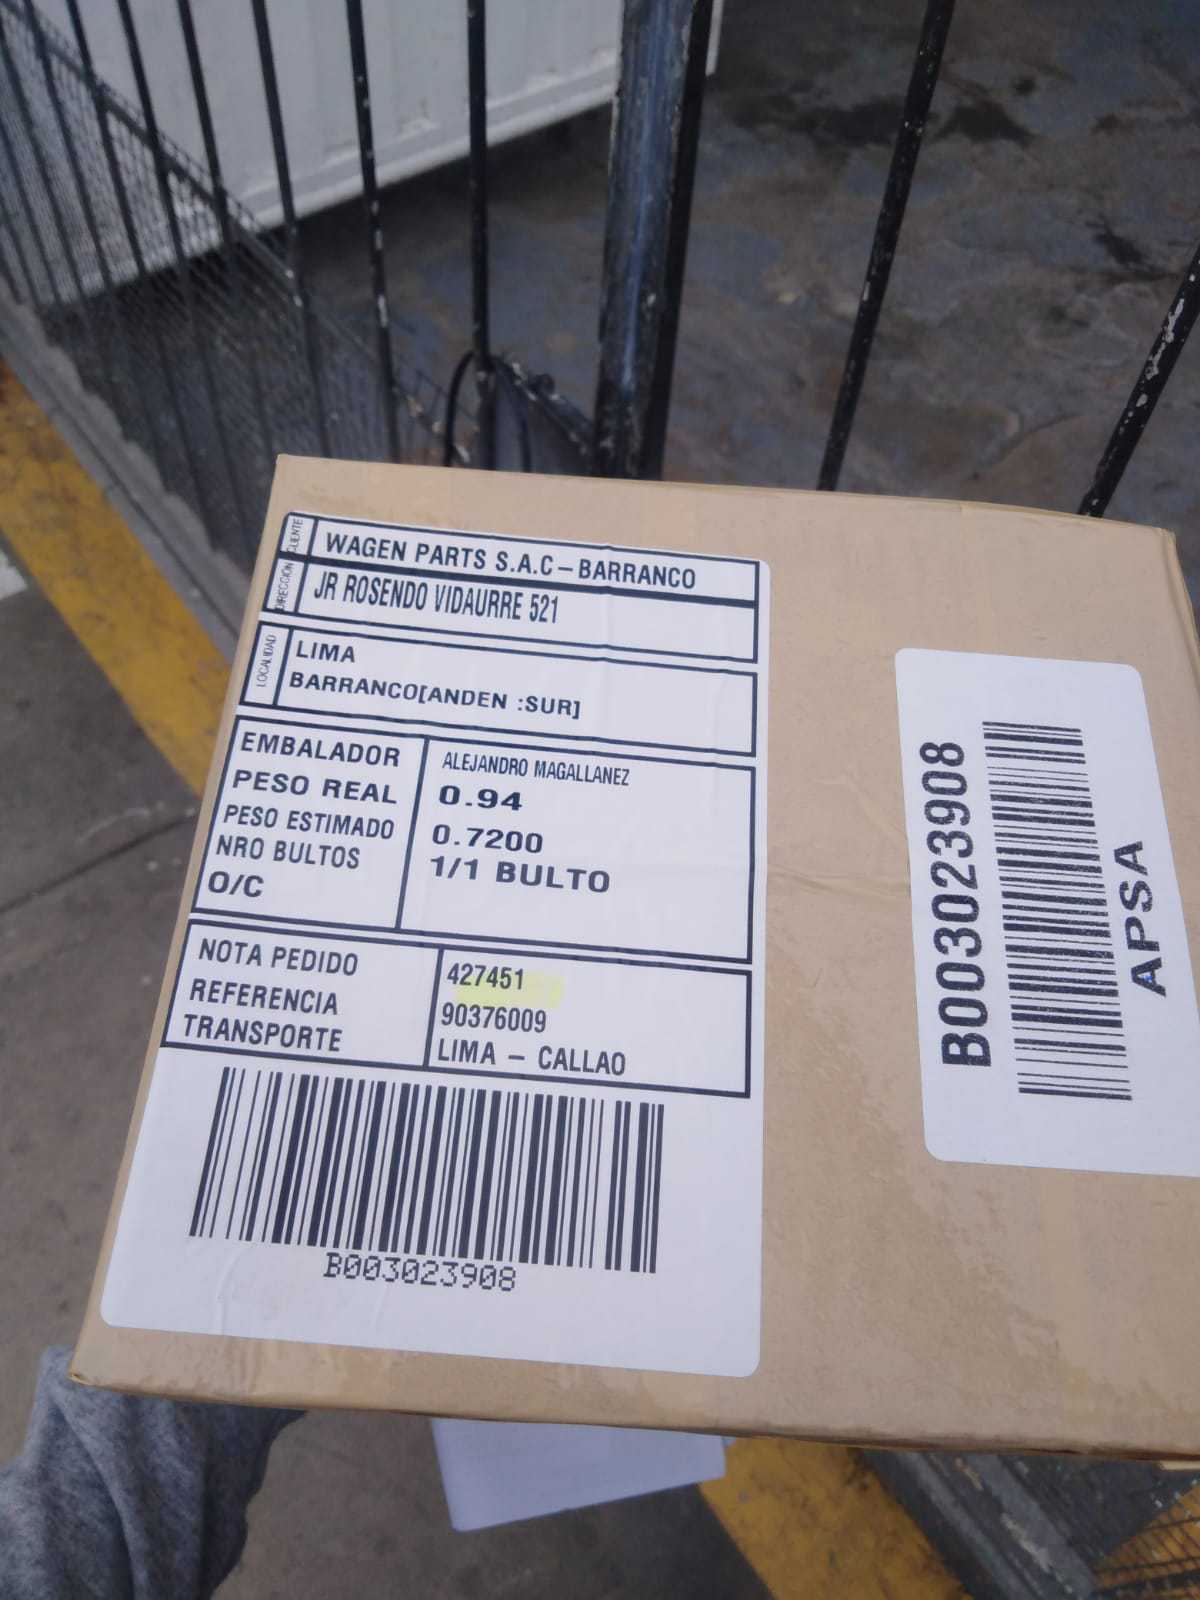 CLIENTE
WAGEN PARTS S.A.C – BARRANCO
DIRECCIÓN
JR ROSENDO VIDAURRE 521
LOCALIDAD
LIMA
BARRANCO[ANDEN :SUR]
EMBALADOR ALEJANDRO MAGALLANEZ
PESO REAL 0.94
PESO ESTIMADO 0.7200
NRO BULTOS 1/1 BULTO
O/C
NOTA PEDIDO 427451
REFERENCIA 90376009
TRANSPORTE LIMA – CALLAO
B003023908
B003023908
APSA